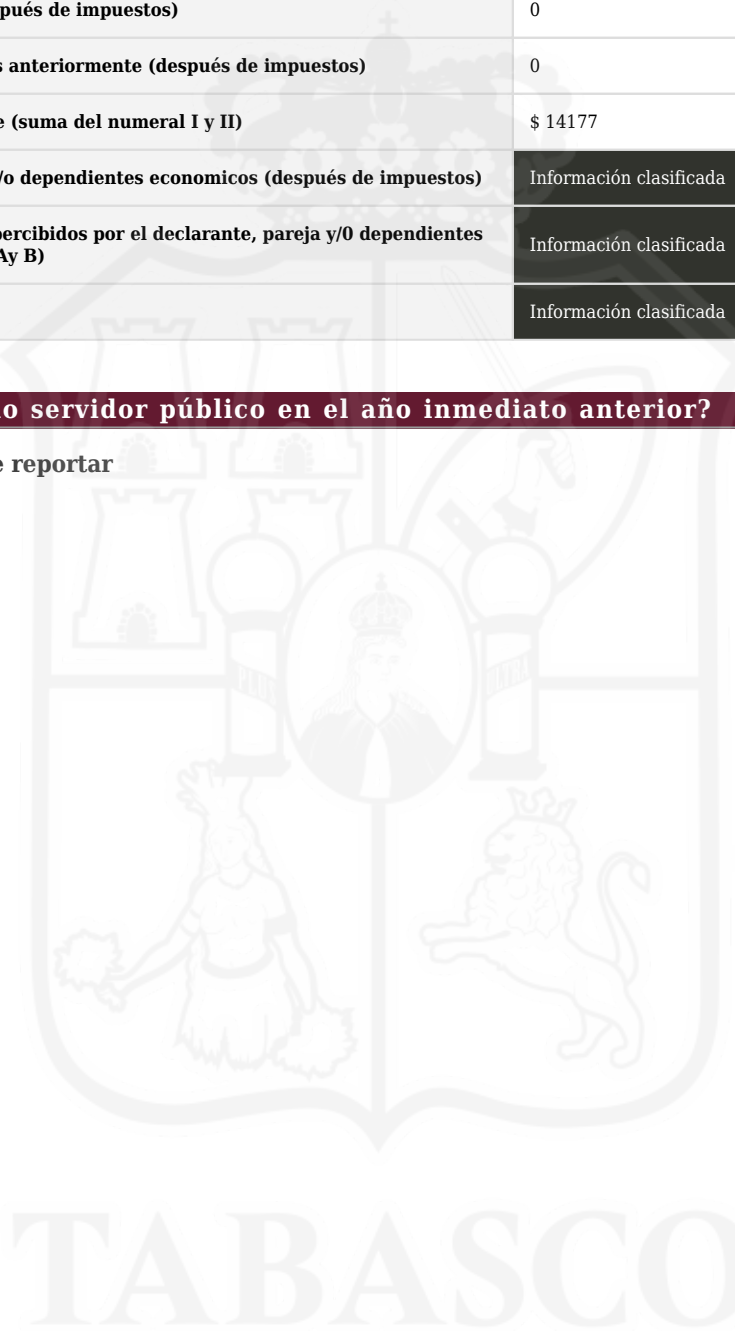 pués de impuestos)
0
s anteriormente (después de impuestos)
0
e (suma del numeral I y II)
$ 14177
/o dependientes economicos (después de impuestos)
Información clasificada
percibidos por el declarante, pareja y/0 dependientes
Ay B)
Información clasificada
Información clasificada
o servidor público en el año inmediato anterior?
e reportar
PLUS
ULTRA
TABASCO